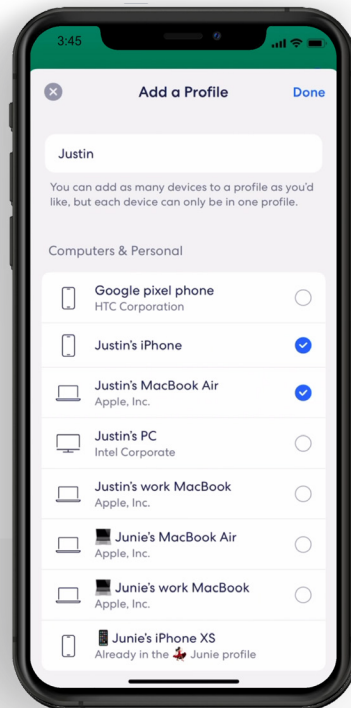 3:45
Add a Profile
Done
Justin
You can add as many devices to a profile as you'd
like, but each device can only be in one profile.
Computers & Personal
Google pixel phone
HTC Corporation
Justin's iPhone
Justin's MacBook Air
Apple, Inc.
Justin's PC
Intel Corporate
Justin's work MacBook
Apple, Inc.
💻 Junie's MacBook Air
Apple, Inc.
💻 Junie's work MacBook
Apple, Inc.
📱 Junie's iPhone XS
Already in the 💃 Junie profile